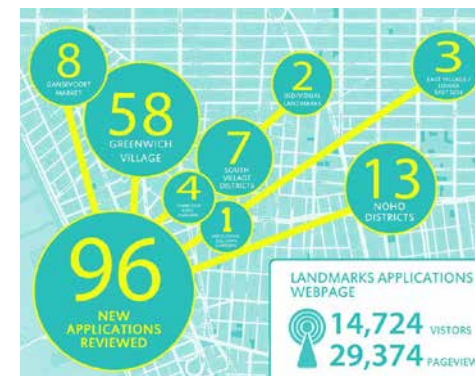 8
GANSEVOORT
MARKET
58
GREENWICH
VILLAGE
2
INDIVIDUAL
LANDMARKS
3
EAST VILLAGE /
LOWER
EAST SIDE
7
SOUTH
VILLAGE
DISTRICTS
4
1
13
NOHO
DISTRICTS
96
NEW
APPLICATIONS
REVIEWED
LANDMARKS APPLICATIONS
WEBPAGE
14,724 VISTORS
29,374